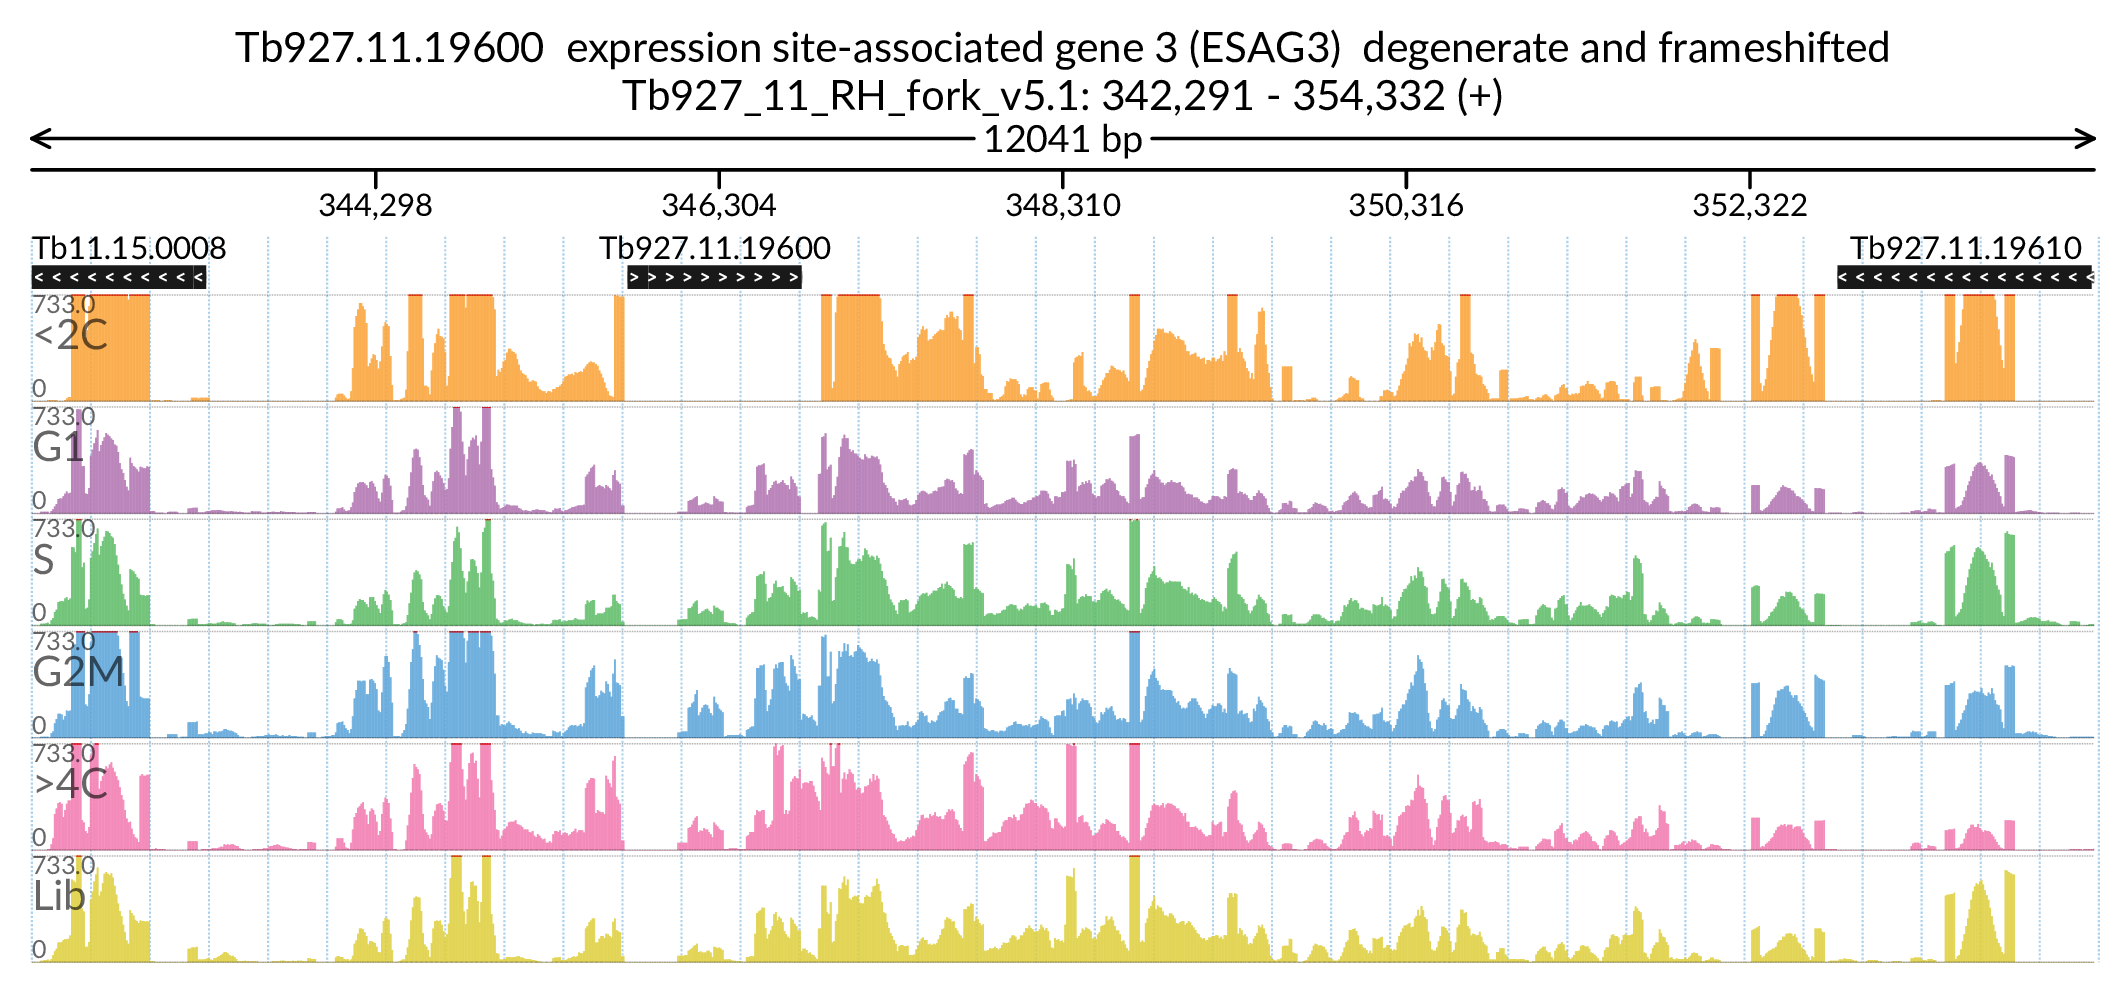 Tb927.11.19600 expression site-associated gene 3 (ESAG3) degenerate and frameshifted
Tb927_11_RH_fork_v5.1: 342,291 - 354,332 (+)
12041 bp
344,298 346,304 348,310 350,316 352,322
Tb11.15.0008 Tb927.11.19600 Tb927.11.19610
733.0
<2C
0
733.0
G1
0
733.0
S
0
733.0
G2M
0
733.0
>4C
0
733.0
Lib
0